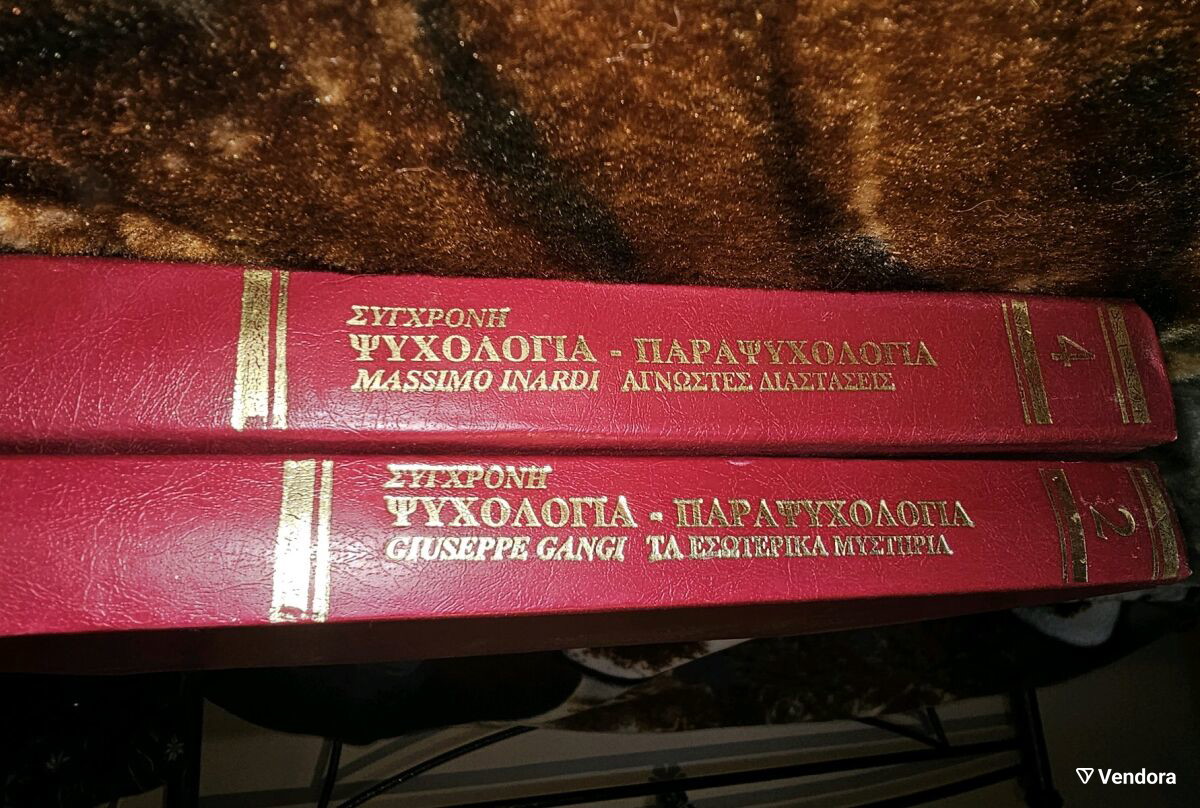 ΣΥΓΧΡΟΝΗ
ΨΥΧΟΛΟΓΙΑ - ΠΑΡΑΨΥΧΟΛΟΓΙΑ
MASSIMO INARDI ΑΓΝΩΣΤΕΣ ΔΙΑΣΤΑΣΕΙΣ
4
ΣΥΓΧΡΟΝΗ
ΨΥΧΟΛΟΓΙΑ - ΠΑΡΑΨΥΧΟΛΟΓΙΑ
GIUSEPPE GANGI ΤΑ ΕΣΩΤΕΡΙΚΑ ΜΥΣΤΗΡΙΑ
2
Vendora